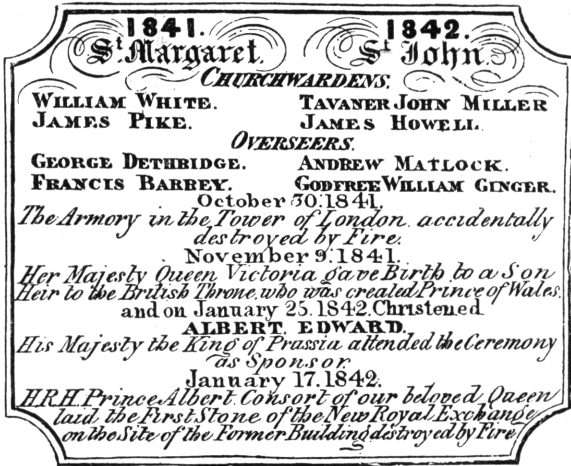 1841. 1842.
St. Margaret. St. John.
CHURCHWARDENS.
WILLIAM WHITE. TAVANER JOHN MILLER
JAMES PIKE. JAMES HOWELL.
OVERSEERS.
GEORGE DETHBIDGE. ANDREW MATLOCK.
FRANCIS BARBEY. GODFREE WILLIAM GINGER.
October 30.1841.
The Armory in the Tower of London accidentally
destroyed by Fire.
November 9.1841.
Her Majesty Queen Victoria gave Birth to a Son
Heir to the British Throne, who was created Prince of Wales.
and on January 25.1842.Christened
ALBERT EDWARD.
His Majesty the King of Prassia attended the Ceremony
as Sponsor.
January 17.1842.
H.R.H. Prince Albert. Consort of our beloved Queen
laid the First Stone of the New Royal Exchange
on the Site of the Former Building destroyed by Fire.